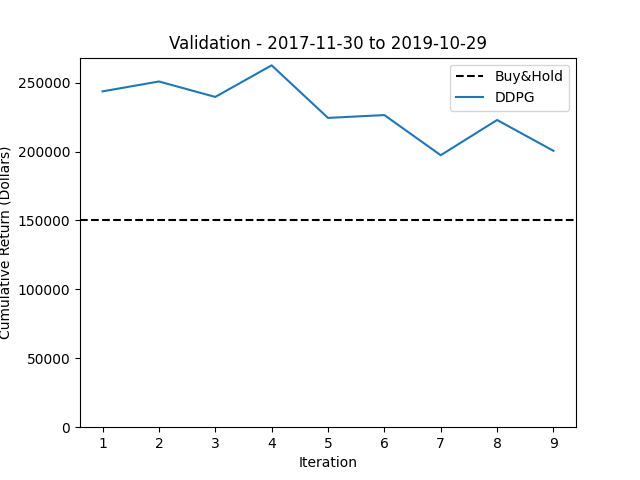 Validation - 2017-11-30 to 2019-10-29
Buy&Hold
DDPG
Cumulative Return (Dollars)
250000
200000
150000
100000
50000
0
1 2 3 4 5 6 7 8 9
Iteration